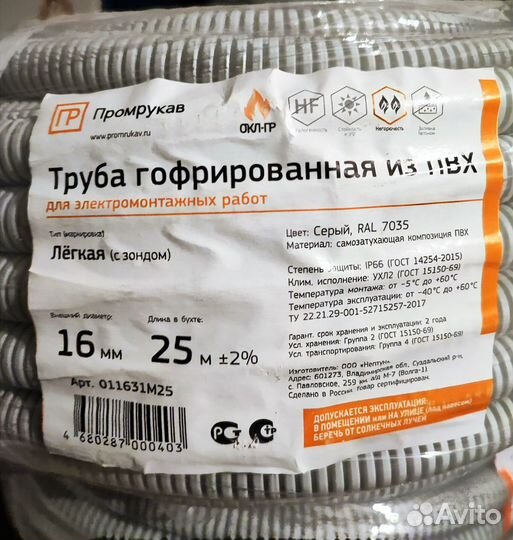 ПР Промрукав
www.promrukav.ru
ОКЛ-ГР
HF
Негорючесть
Труба гофрированная из ПВХ
для электромонтажных работ
Тип (маркировка):
Лёгкая (с зондом)
Внешний диаметр:
16 мм
Длина в бухте:
25 м ±2%
Арт. 011631М25
4 680287 000403
Цвет: Серый, RAL 7035
Материал: самозатухающая композиция ПВХ
Степень защиты: IP66 (ГОСТ 14254-2015)
Клим. исполнение: УХЛ2 (ГОСТ 15150-69)
Температура монтажа: от −5°С до +60°С
Температура эксплуатации: от −40°С до +60°С
ТУ 22.21.29-001-52715257-2017
Гарант. срок хранения и эксплуатации: 2 года
Усл. хранения: Группа 2 (ГОСТ 15150-69)
Усл. транспортирования: Группа 4 (ГОСТ 15150-69)
Изготовитель: ООО «Нептун»
Адрес: 601273, Владимирская обл., Суздальский р-н,
с. Павловское, 259 км а/д М-7 (Волга-1)
Сделано в России Товар сертифицирован.
ДОПУСКАЕТСЯ ЭКСПЛУАТАЦИЯ:
В ПОМЕЩЕНИИ или НА УЛИЦЕ (под навесом)
БЕРЕЧЬ ОТ СОЛНЕЧНЫХ ЛУЧЕЙ
Avito